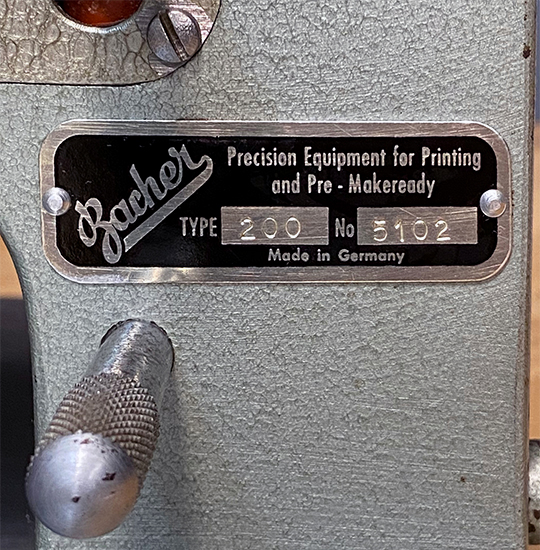 Bacher
Precision Equipment for Printing
and Pre - Makeready
TYPE 200 No 5102
Made in Germany